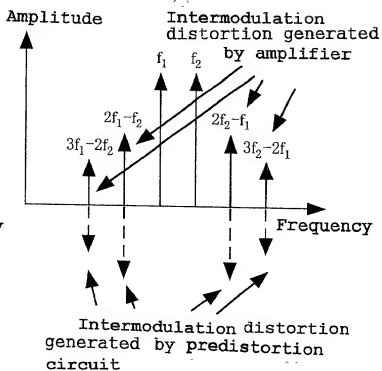 Amplitude
Intermodulation
distortion generated
by amplifier
f₁
f₂
2f₁-f₂
2f₂-f₁
3f₁-2f₂
3f₂-2f₁
Frequency
Intermodulation distortion
generated by predistortion
circuit